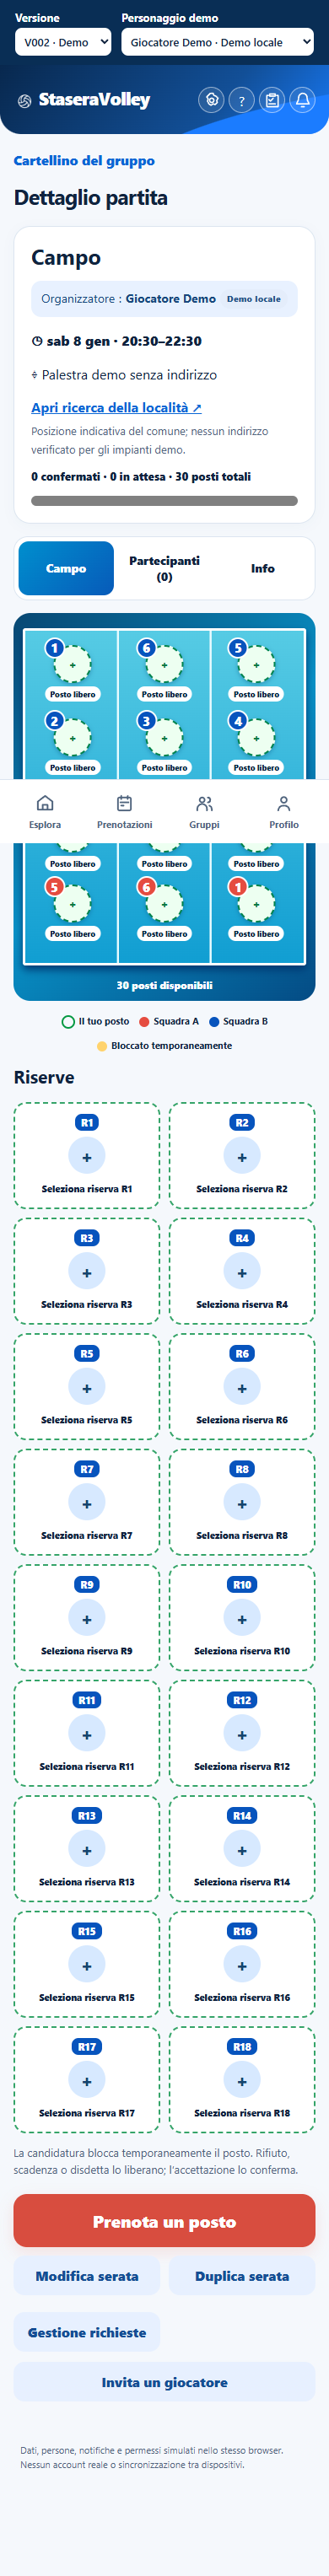 Versione
Personaggio demo
V002 · Demo
Giocatore Demo · Demo locale
StaseraVolley
?
Cartellino del gruppo
Dettaglio partita
Campo
Organizzatore : Giocatore Demo Demo locale
sab 8 gen · 20:30–22:30
Palestra demo senza indirizzo
Apri ricerca della località ↗
Posizione indicativa del comune; nessun indirizzo
verificato per gli impianti demo.
0 confermati · 0 in attesa · 30 posti totali
Campo
Partecipanti
(0)
Info
1 6 5
+ + +
Posto libero Posto libero Posto libero
2 3 4
+ + +
Posto libero Posto libero Posto libero
Esplora Prenotazioni Gruppi Profilo
Posto libero Posto libero Posto libero
5 6 1
+ + +
Posto libero Posto libero Posto libero
30 posti disponibili
Il tuo posto Squadra A Squadra B
Bloccato temporaneamente
Riserve
R1 R2
+ +
Seleziona riserva R1 Seleziona riserva R2
R3 R4
+ +
Seleziona riserva R3 Seleziona riserva R4
R5 R6
+ +
Seleziona riserva R5 Seleziona riserva R6
R7 R8
+ +
Seleziona riserva R7 Seleziona riserva R8
R9 R10
+ +
Seleziona riserva R9 Seleziona riserva R10
R11 R12
+ +
Seleziona riserva R11 Seleziona riserva R12
R13 R14
+ +
Seleziona riserva R13 Seleziona riserva R14
R15 R16
+ +
Seleziona riserva R15 Seleziona riserva R16
R17 R18
+ +
Seleziona riserva R17 Seleziona riserva R18
La candidatura blocca temporaneamente il posto. Rifiuto,
scadenza o disdetta lo liberano; l'accettazione lo conferma.
Prenota un posto
Modifica serata Duplica serata
Gestione richieste
Invita un giocatore
Dati, persone, notifiche e permessi simulati nello stesso browser.
Nessun account reale o sincronizzazione tra dispositivi.